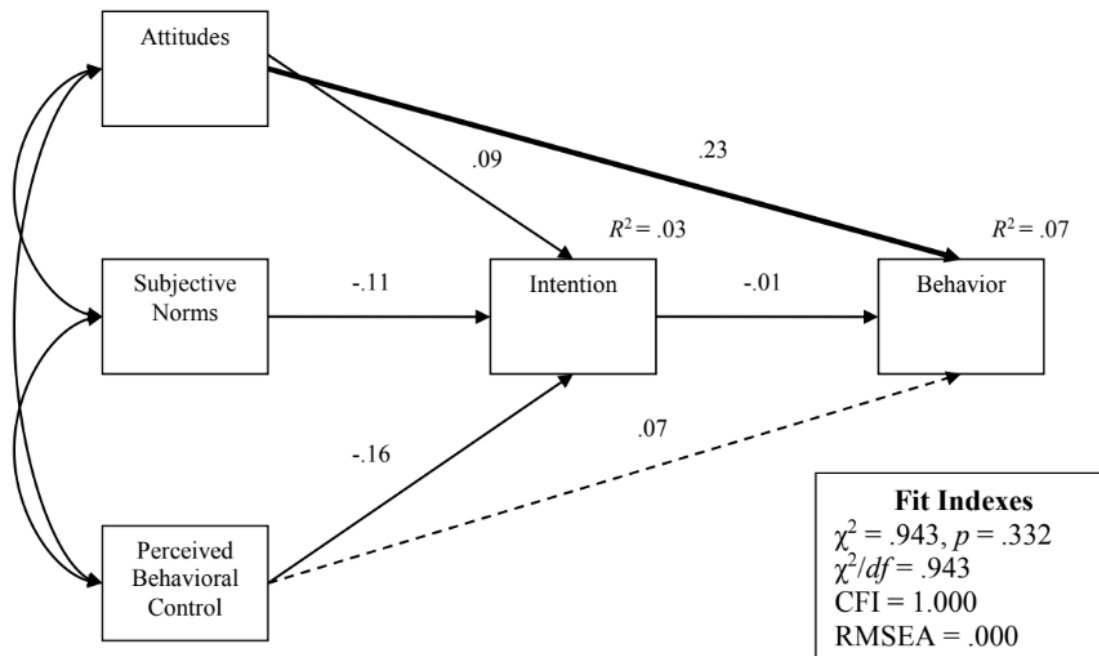 Attitudes
.09
.23
R² = .03
R² = .07
Subjective
Norms
-.11
Intention
-.01
Behavior
-.16
.07
Perceived
Behavioral
Control
Fit Indexes
χ² = .943, p = .332
χ²/df = .943
CFI = 1.000
RMSEA = .000